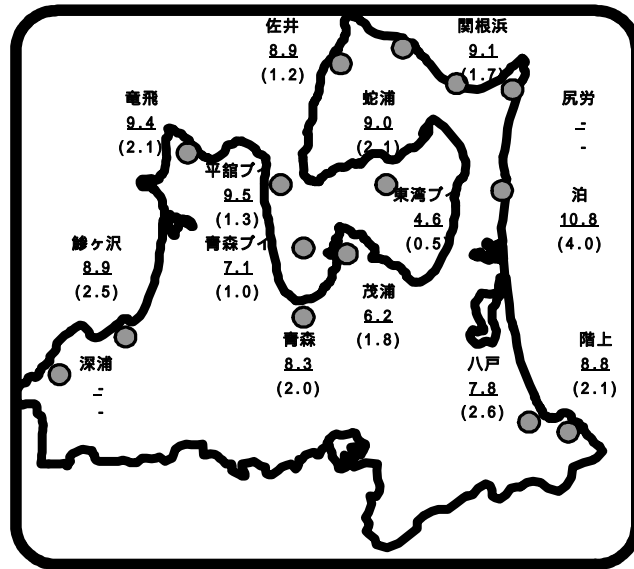 佐井
8.9
(1.2)
関根浜
9.1
(1.7)
竜飛
9.4
(2.1)
蛇浦
9.0
(2.1)
尻労
-
-
平舘ブイ
9.5
(1.3)
東湾ブイ
4.6
(0.5)
泊
10.8
(4.0)
鰺ヶ沢
8.9
(2.5)
青森ブイ
7.1
(1.0)
茂浦
6.2
(1.8)
青森
8.3
(2.0)
深浦
-
-
八戸
7.8
(2.6)
階上
8.8
(2.1)